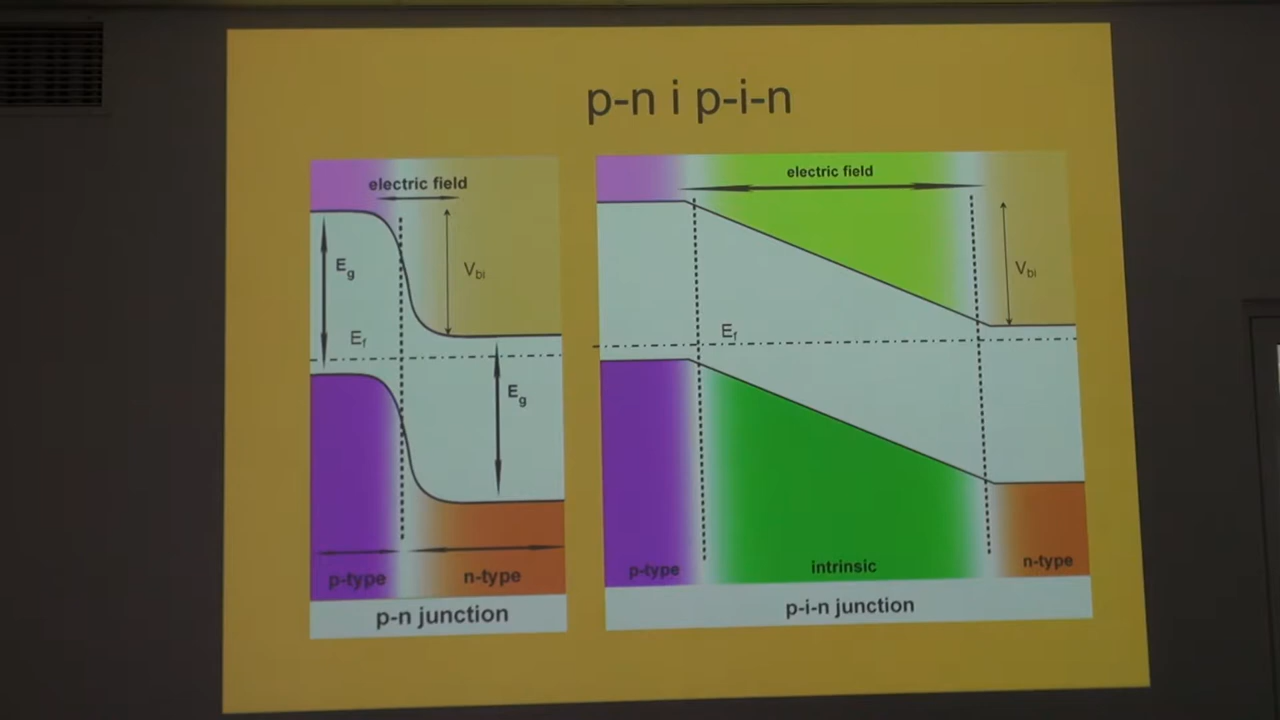 p-n i p-i-n
electric field
Eg
Vbi
Ef
Eg
p-type
n-type
p-n junction
electric field
Vbi
Ef
p-type
intrinsic
n-type
p-i-n junction